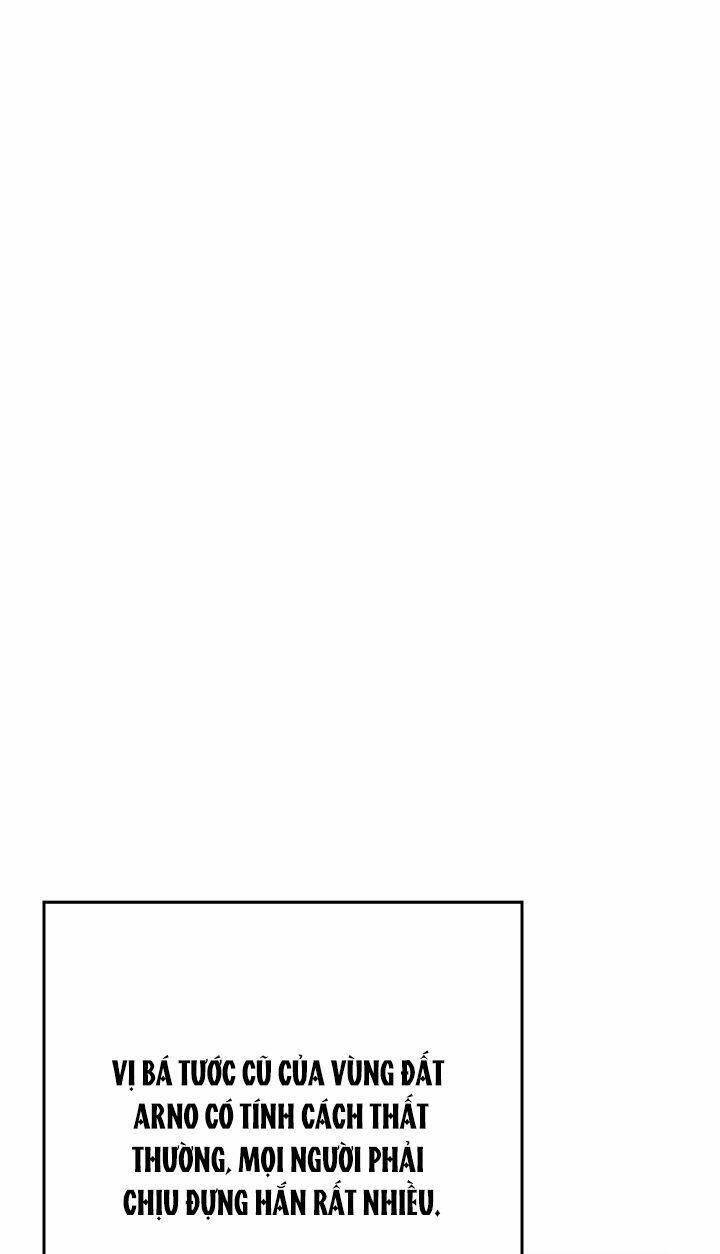 VỊ BÁ TƯỚC CŨ CỦA VÙNG ĐẤT
ARNO CÓ TÍNH CÁCH THẤT
THƯỜNG, MỌI NGƯỜI PHẢI
CHỊU ĐỰNG HẮN RẤT NHIỀU.